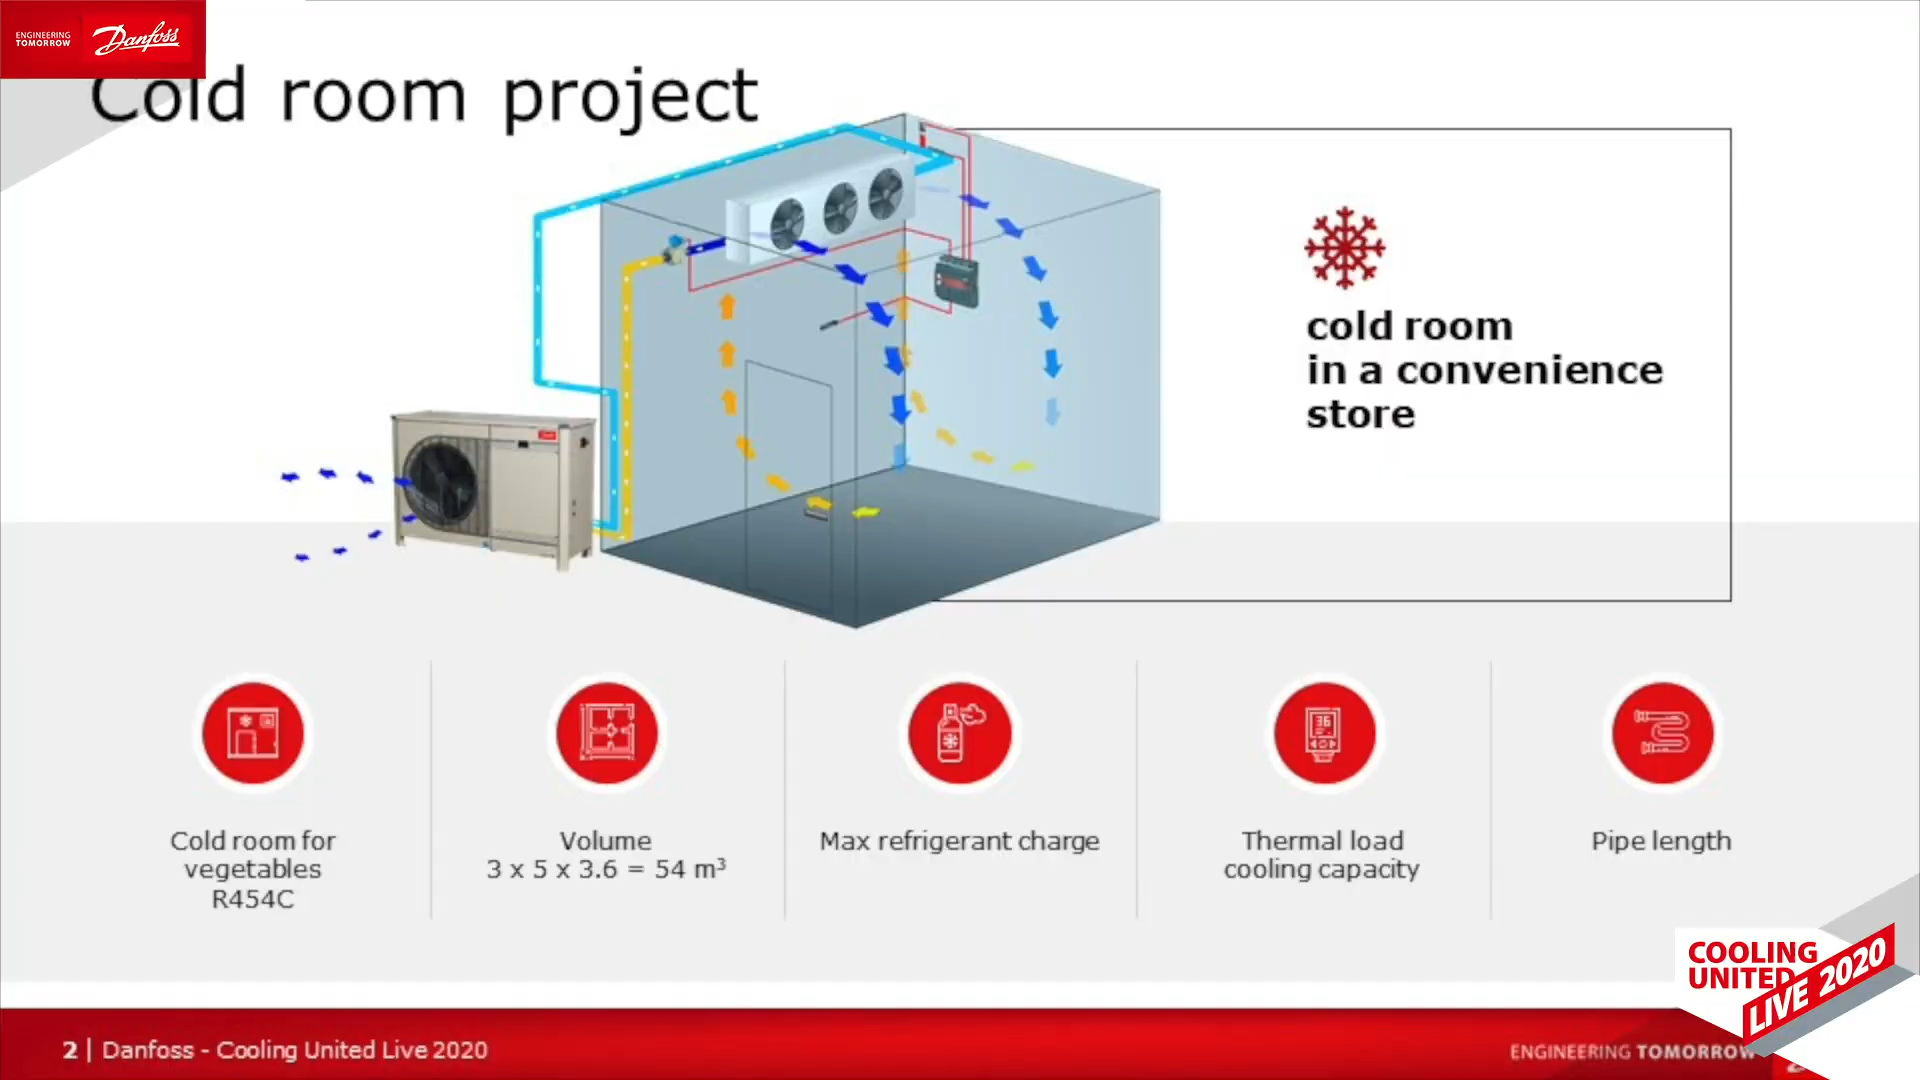 ENGINEERING
TOMORROW
Danfoss
Cold room project
cold room
in a convenience
store
36
Cold room for
vegetables
R454C
Volume
3 x 5 x 3.6 = 54 m³
Max refrigerant charge
Thermal load
cooling capacity
Pipe length
COOLING
UNITED
LIVE 2020
2 | Danfoss - Cooling United Live 2020
ENGINEERING TOMORROW